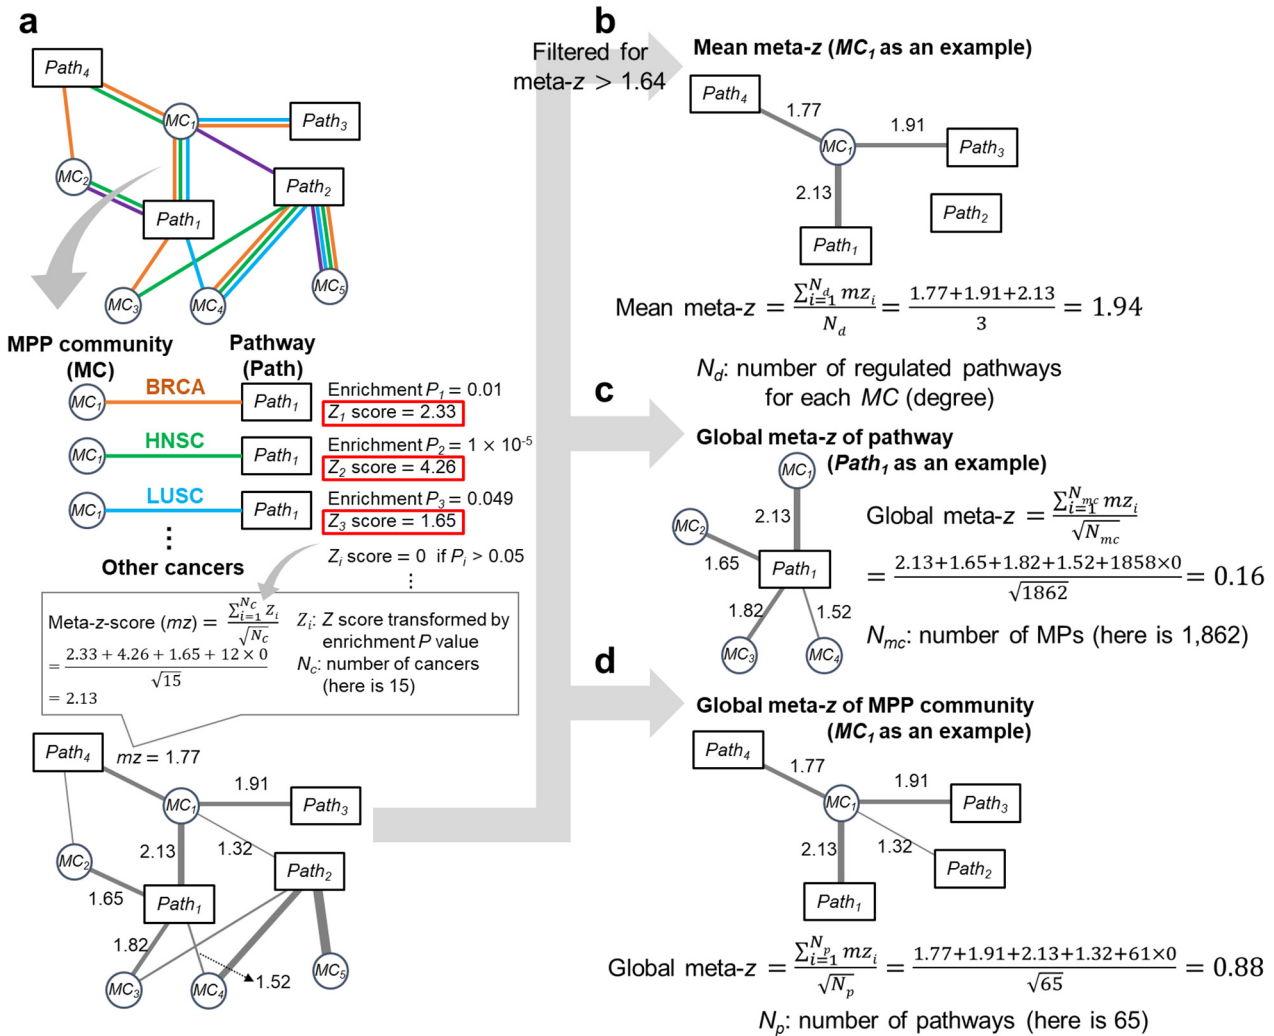 a
Path4
MC1
Path3
MC2
Path2
Path1
MC3
MC4
MC5
MPP community
(MC)
Pathway
(Path)
MC1
BRCA
Path1
Enrichment P1 = 0.01
Z1 score = 2.33
MC1
HNSC
Path1
Enrichment P2 = 1 × 10-5
Z2 score = 4.26
MC1
LUSC
Path1
Enrichment P3 = 0.049
Z3 score = 1.65
⋮
Other cancers
Zi score = 0 if Pi > 0.05
⋮
Meta-z-score (mz) = ∑i=1^Nc Zi / √Nc
= 2.33 + 4.26 + 1.65 + 12 × 0 / √15
= 2.13
Zi: Z score transformed by
enrichment P value
Nc: number of cancers
(here is 15)
Path4
mz = 1.77
MC1
1.91
Path3
2.13
1.32
MC2
1.65
Path2
Path1
1.82
1.52
MC3
MC4
MC5
Filtered for
meta-z > 1.64
b
Mean meta-z (MC1 as an example)
Path4
1.77
MC1
1.91
Path3
2.13
Path2
Path1
Mean meta-z = ∑i=1^Nd mzi / Nd = 1.77+1.91+2.13 / 3 = 1.94
Nd: number of regulated pathways
for each MC (degree)
c
Global meta-z of pathway
(Path1 as an example)
MC1
MC2
2.13
1.65
Path1
1.82
1.52
MC3
MC4
Global meta-z = ∑i=1^Nmc mzi / √Nmc
= 2.13+1.65+1.82+1.52+1858×0 / √1862 = 0.16
Nmc: number of MPs (here is 1,862)
d
Global meta-z of MPP community
(MC1 as an example)
Path4
1.77
MC1
1.91
Path3
2.13
1.32
Path2
Path1
Global meta-z = ∑i=1^Np mzi / √Np = 1.77+1.91+2.13+1.32+61×0 / √65 = 0.88
Np: number of pathways (here is 65)